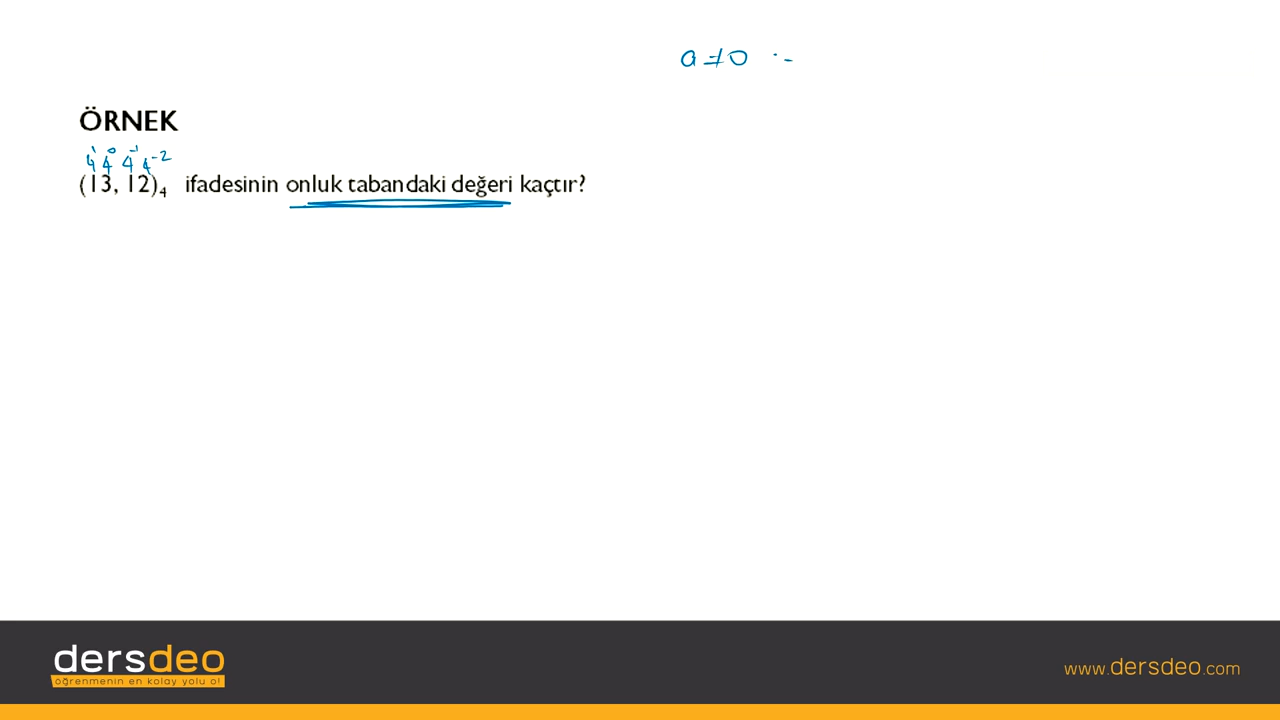 a ≠ 0
ÖRNEK
4¹ 4⁰ 4⁻¹ 4⁻²
(13, 12)₄ ifadesinin onluk tabandaki değeri kaçtır?
dersdeo
öğrenmenin en kolay yolu o!
www.dersdeo.com